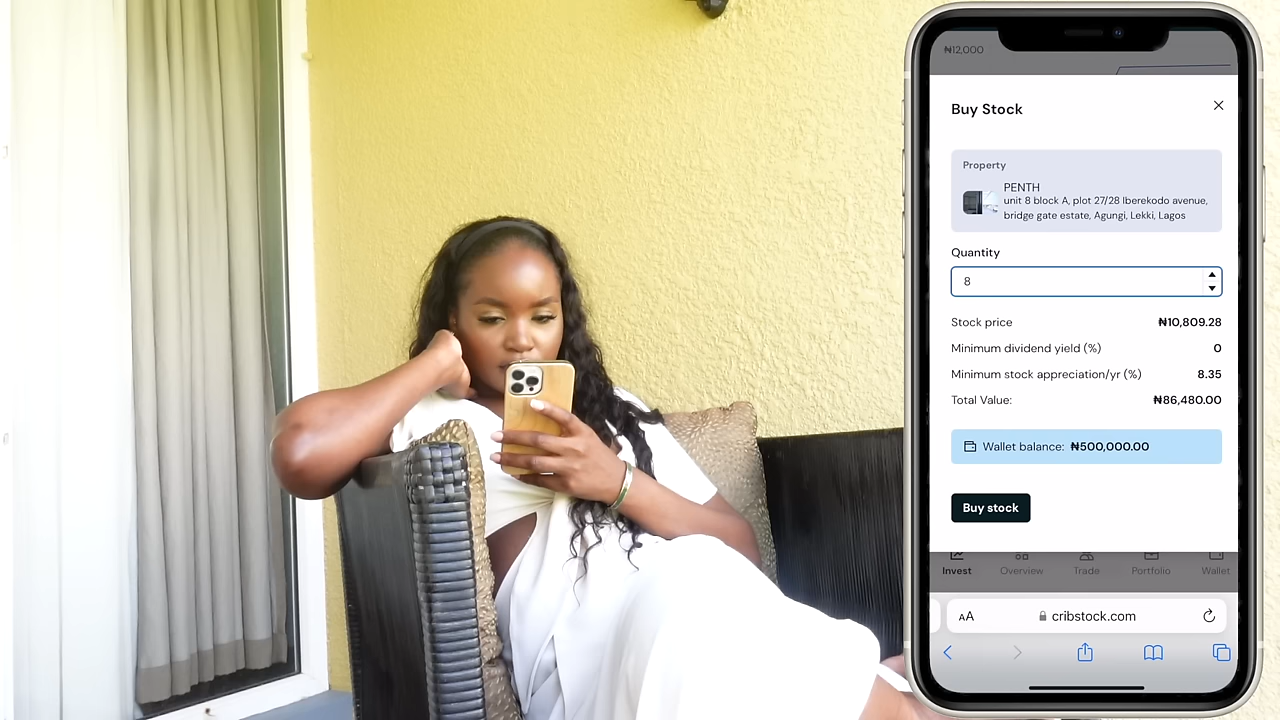 ₦12,000
Buy Stock
Property
PENTH
unit 8 block A, plot 27/28 Iberekodo avenue,
bridge gate estate, Agungi, Lekki, Lagos
Quantity
8
Stock price ₦10,809.28
Minimum dividend yield (%) 0
Minimum stock appreciation/yr (%) 8.35
Total Value: ₦86,480.00
Wallet balance: ₦500,000.00
Buy stock
Invest Overview Trade Portfolio Wallet
AA cribstock.com